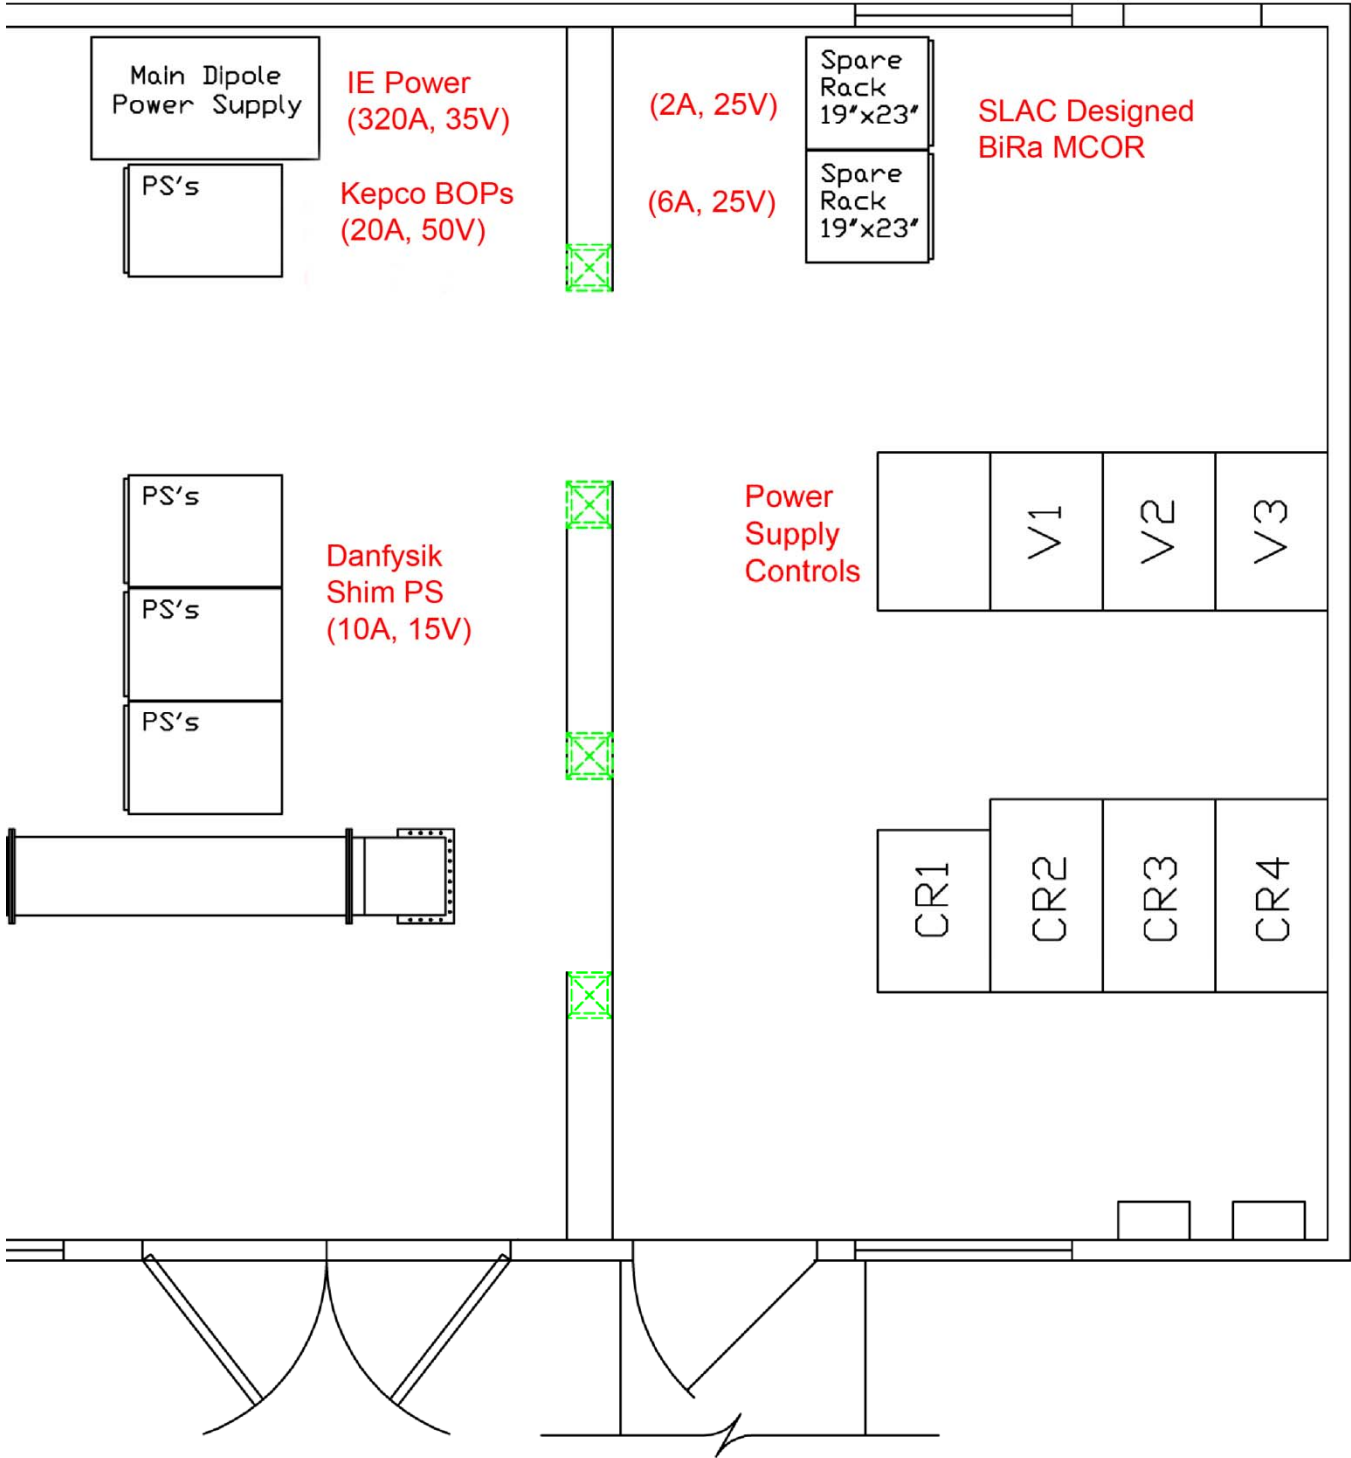 Main Dipole
Power Supply
IE Power
(320A, 35V)
PS's
Kepco BOPs
(20A, 50V)
(2A, 25V)
Spare
Rack
19"x23"
SLAC Designed
BiRa MCOR
(6A, 25V)
Spare
Rack
19"x23"
PS's
Danfysik
Shim PS
(10A, 15V)
PS's
PS's
Power
Supply
Controls
V1
V2
V3
CR1
CR2
CR3
CR4